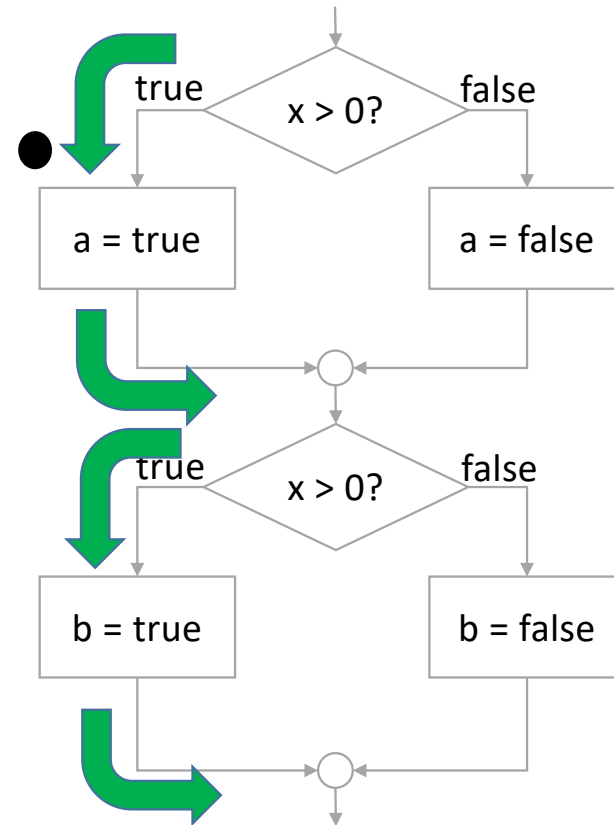 true
x > 0?
false
a = true
a = false
true
x > 0?
false
b = true
b = false